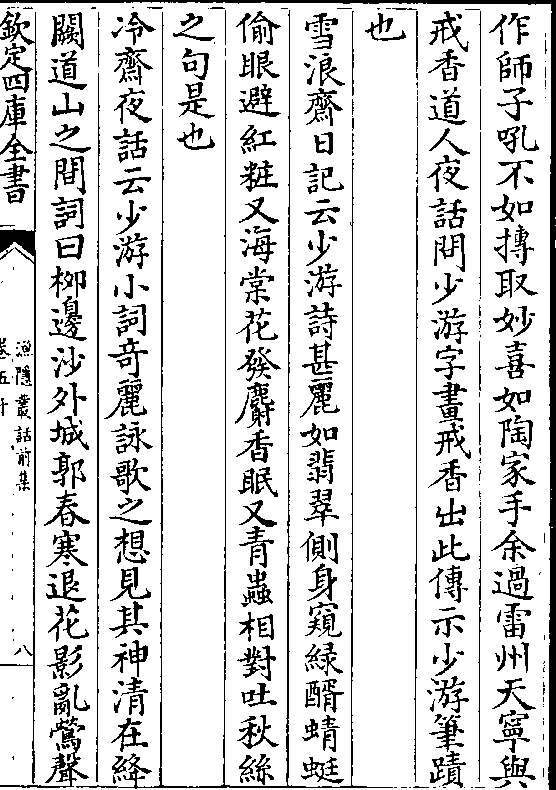 作師子吼不如摶取妙喜如陶家手余過雷州天寧與
戒香道人夜話問少游字畫戒香出此傳示少游筆蹟
也
雪浪齋日記云少游詩甚麗如翡翠側身窺緑醑蜻蜓
偷眼避紅粧又海棠花發麝香眠又青蟲相對吐秋絲
之句是也
冷齋夜話云少游小詞奇麗詠歌之想見其神清在絳
闕道山之間詞曰柳邊沙外城郭春寒退花影亂鶯聲
欽定四庫全書
漁隱叢話前集
卷五十
八